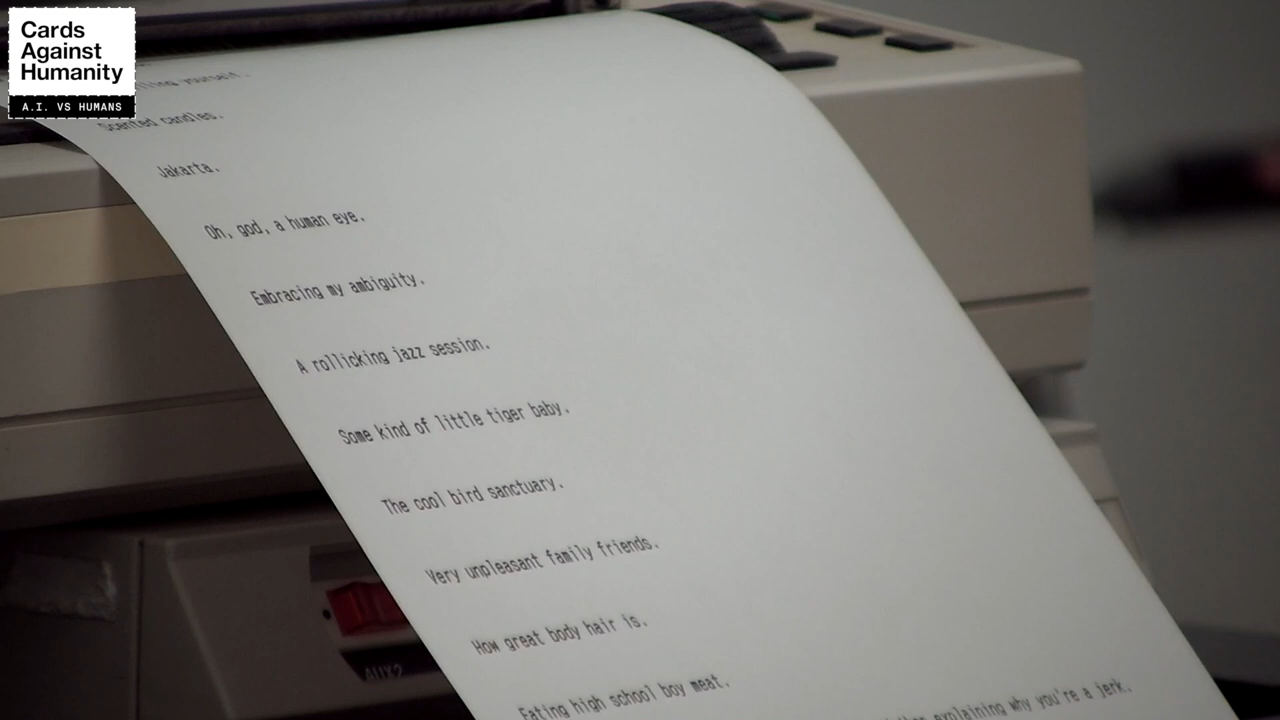 Cards
Against
Humanity
A.I. VS HUMANS
yourself.
Scented candles.
Jakarta.
Oh, god, a human eye.
Embracing my ambiguity.
A rollicking jazz session.
Some kind of little tiger baby.
The cool bird sanctuary.
Very unpleasant family friends.
How great body hair is.
Eating high school boy meat.
explaining why you're a jerk.
AUX2